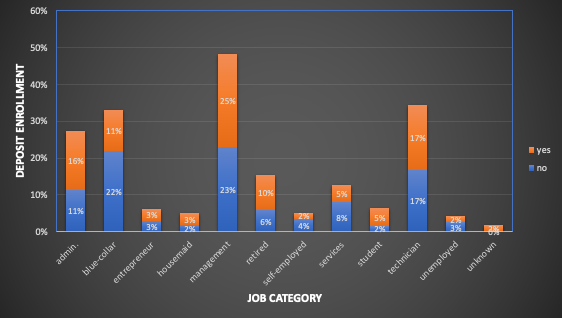 60%
50%
40%
30%
20%
10%
0%
DEPOSIT ENROLLMENT
16%
11%
11%
22%
3%
3%
3%
2%
25%
23%
10%
6%
2%
4%
5%
8%
5%
2%
17%
17%
2%
3%
admin.
blue-collar
entrepreneur
housemaid
management
retired
self-employed
services
student
technician
unemployed
unknown
JOB CATEGORY
yes
no